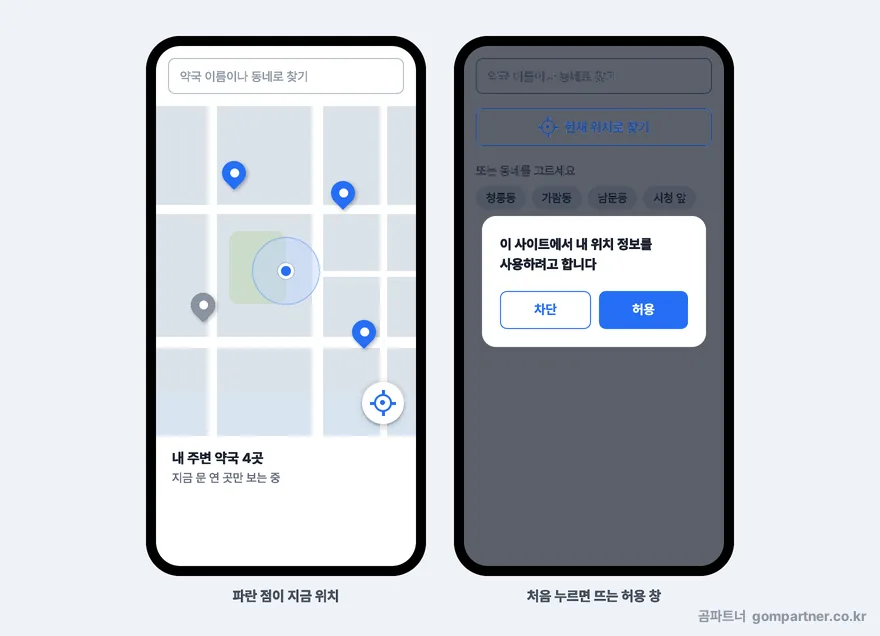 약국 이름이나 동네로 찾기
내 주변 약국 4곳
지금 문 연 곳만 보는 중
파란 점이 지금 위치
약국 이름이나 동네로 찾기
현재 위치로 찾기
또는 동네를 고르세요
청룡동 가람동 남문동 시청 앞
이 사이트에서 내 위치 정보를
사용하려고 합니다
차단 허용
처음 누르면 뜨는 허용 창
곰파트너 gompartner.co.kr